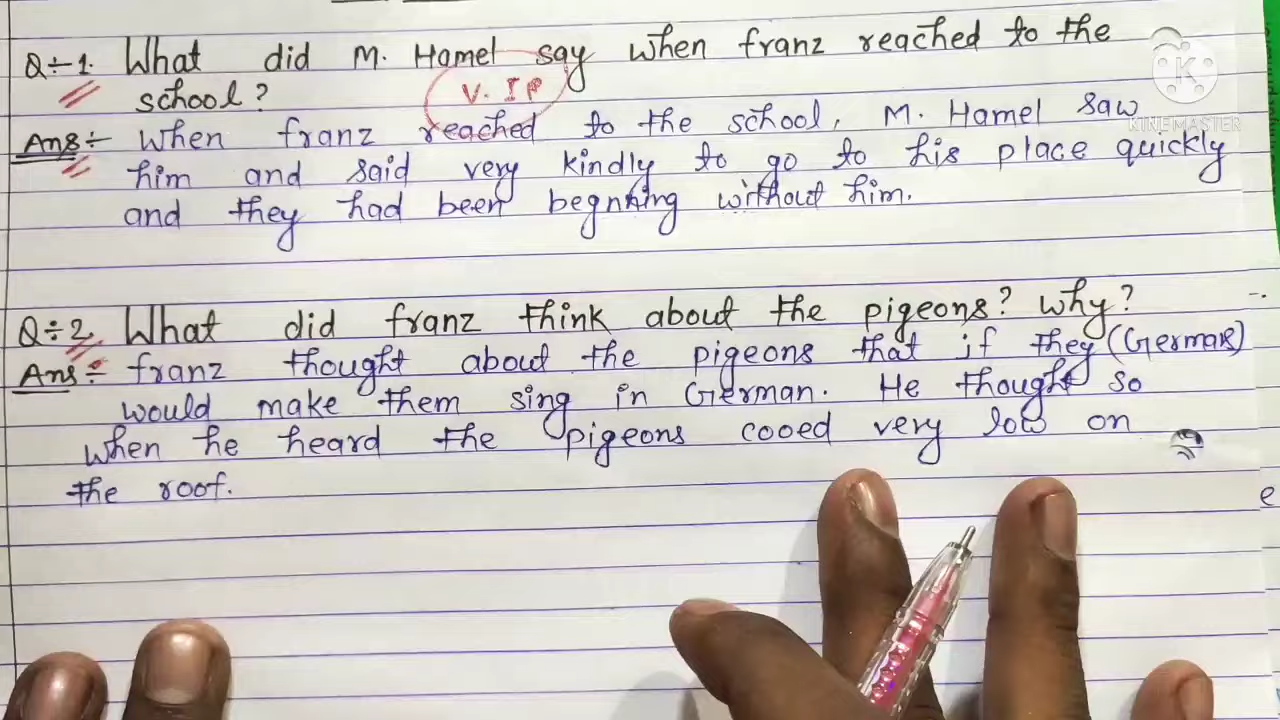 Q÷1. What did M. Hamel say when franz reached to the
school?
V. IP
Ans÷ When franz reached to the school, M. Hamel saw
him and said very kindly to go to his place quickly
and they had been begnning without him.
Q÷2. What did franz think about the pigeons? Why?
Ans÷ franz thought about the pigeons that if they (German)
would make them sing in German. He thought so
when he heard the pigeons cooed very low on
the roof.
e
K
KINEMASTER